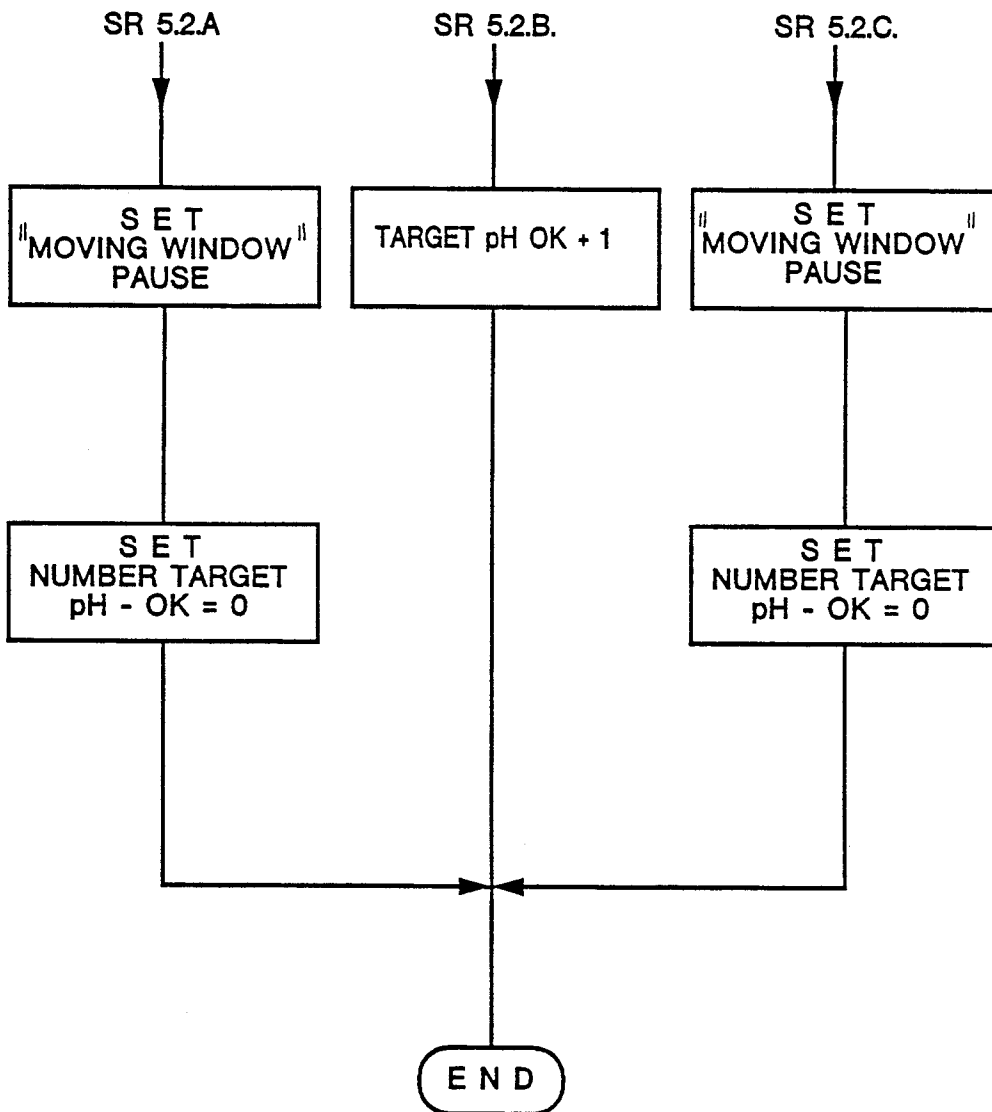 SR 5.2.A
SR 5.2.B.
SR 5.2.C.
S E T
"MOVING WINDOW"
PAUSE
TARGET pH OK + 1
S E T
"MOVING WINDOW"
PAUSE
S E T
NUMBER TARGET
pH - OK = 0
S E T
NUMBER TARGET
pH - OK = 0
E N D